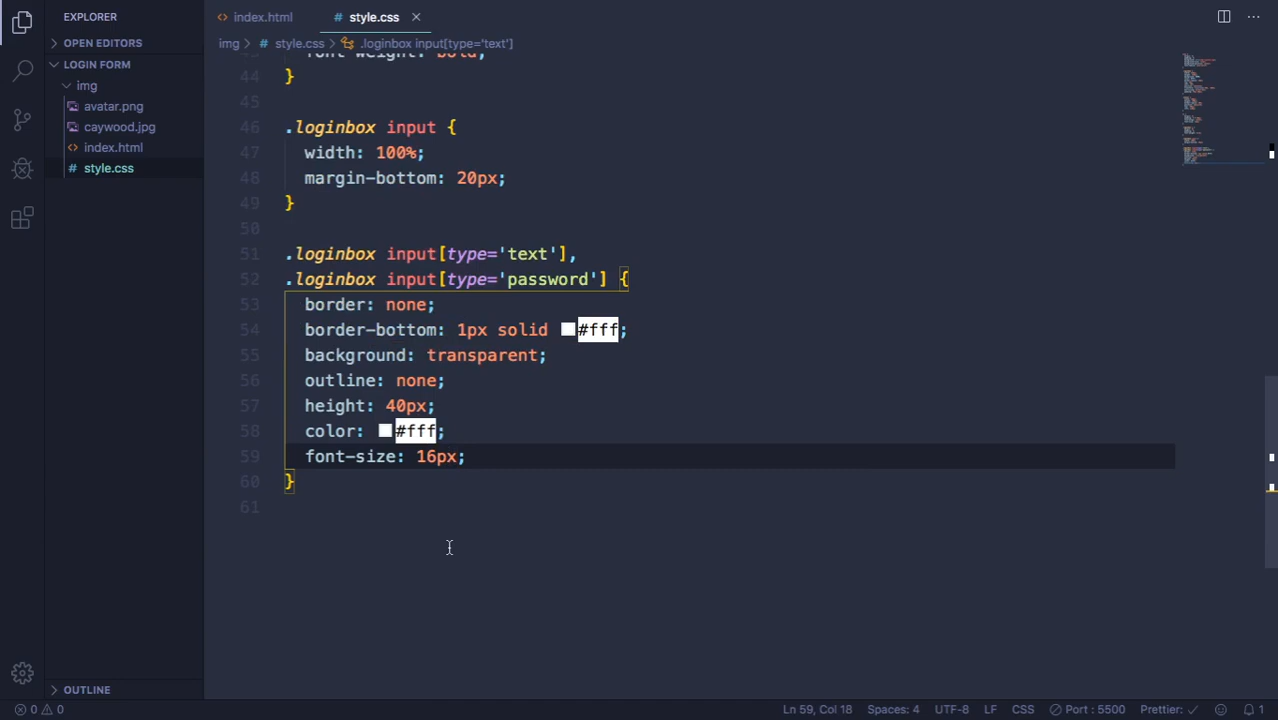 EXPLORER
OPEN EDITORS
LOGIN FORM
img
avatar.png
caywood.jpg
index.html
style.css
index.html
style.css
img
style.css
.loginbox input[type='text']
44 }
45
46 .loginbox input {
47 width: 100%;
48 margin-bottom: 20px;
49 }
50
51 .loginbox input[type='text'],
52 .loginbox input[type='password'] {
53 border: none;
54 border-bottom: 1px solid #fff;
55 background: transparent;
56 outline: none;
57 height: 40px;
58 color: #fff;
59 font-size: 16px;
60 }
61
OUTLINE
0 0 Ln 59, Col 18 Spaces: 4 UTF-8 LF CSS Port : 5500 Prettier: ✓ 1